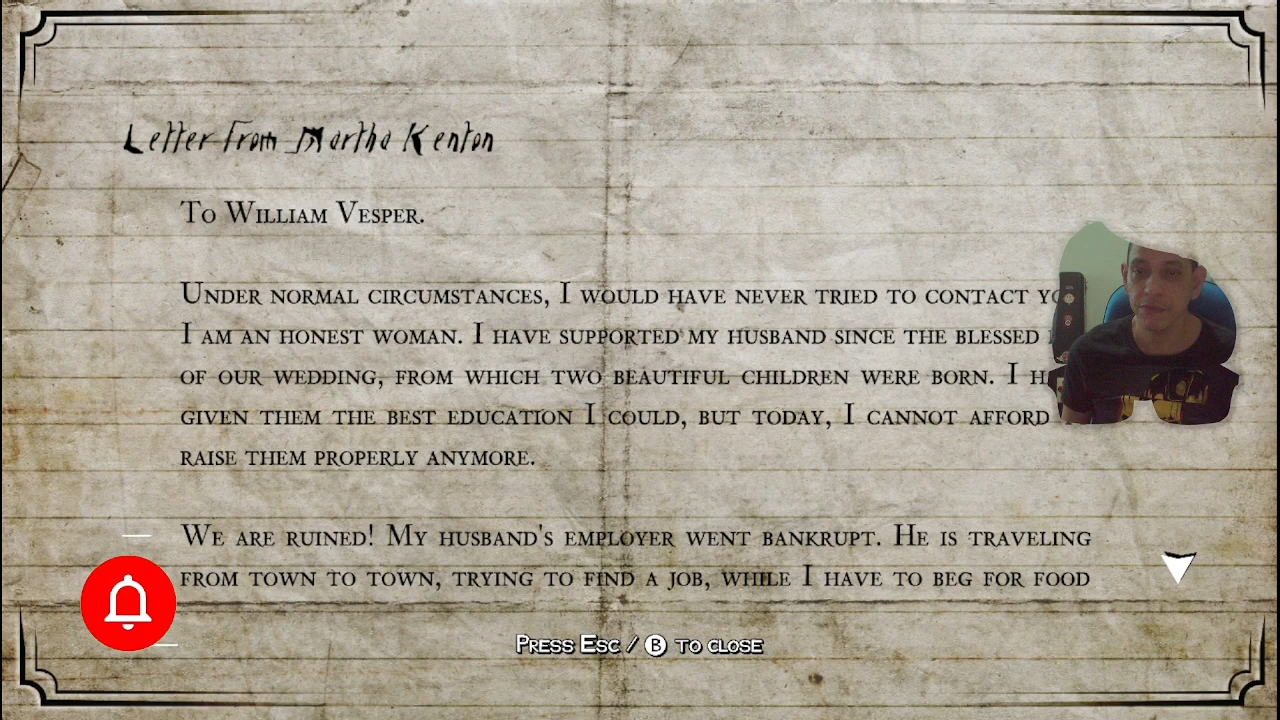 Letter from Martha Kenton
To William Vesper.
Under normal circumstances, I would have never tried to contact
I am an honest woman. I have supported my husband since the blessed
of our wedding, from which two beautiful children were born. I
given them the best education I could, but today, I cannot afford
raise them properly anymore.
We are ruined! My husband's employer went bankrupt. He is traveling
from town to town, trying to find a job, while I have to beg for food
Press Esc / B to close